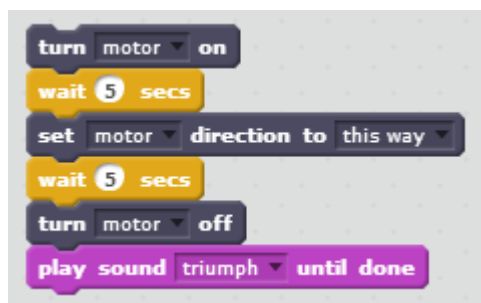 turn motor on
wait 5 secs
set motor direction to this way
wait 5 secs
turn motor off
play sound triumph until done